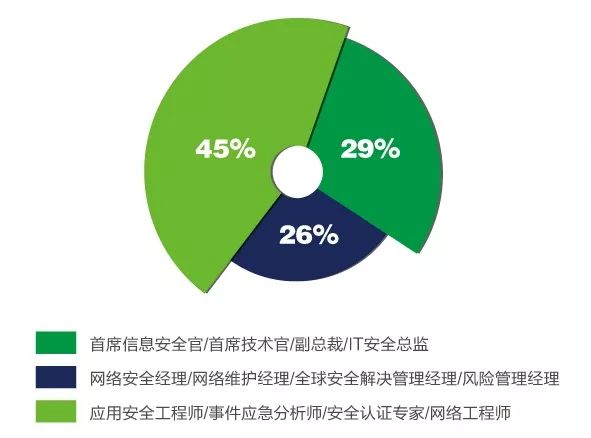 45%
29%
26%
首席信息安全官/首席技术官/副总裁/IT安全总监
网络安全经理/网络维护经理/全球安全解决管理经理/风险管理经理
应用安全工程师/事件应急分析师/安全认证专家/网络工程师